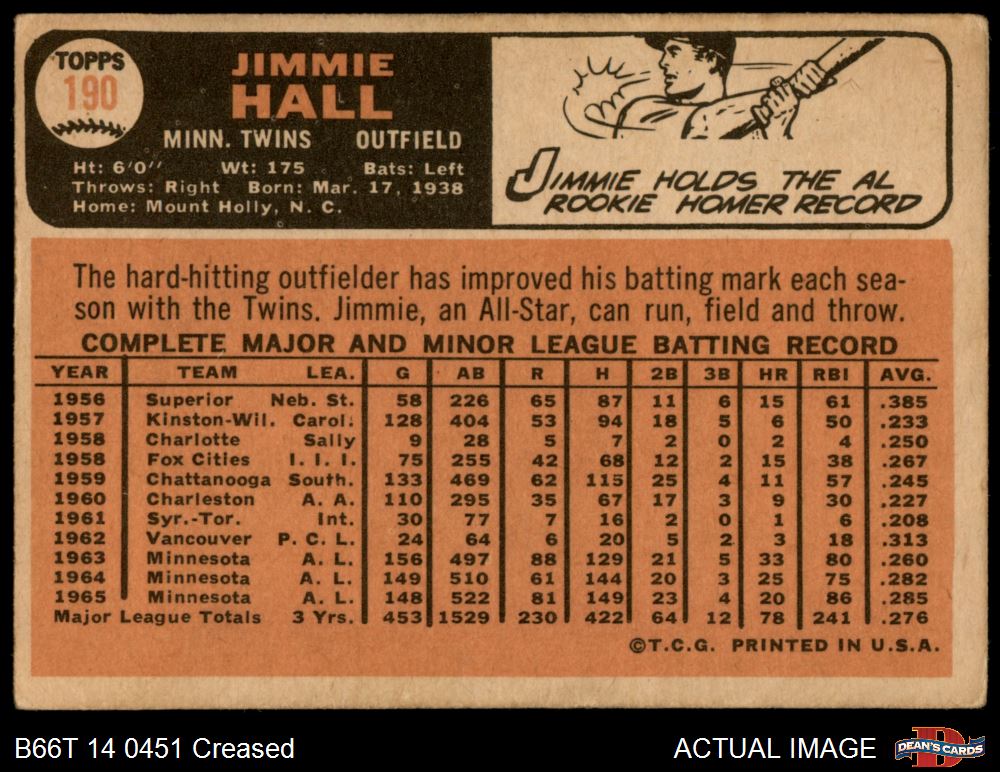 TOPPS
190
JIMMIE
HALL
MINN. TWINS OUTFIELD
Ht: 6'0'' Wt: 175 Bats: Left
Throws: Right Born: Mar. 17, 1938
Home: Mount Holly, N. C.
JIMMIE HOLDS THE AL
ROOKIE HOMER RECORD
The hard-hitting outfielder has improved his batting mark each sea-
son with the Twins. Jimmie, an All-Star, can run, field and throw.
COMPLETE MAJOR AND MINOR LEAGUE BATTING RECORD
YEAR TEAM LEA. G AB R H 2B 3B HR RBI AVG.
1956 Superior Neb. St. 58 226 65 87 11 6 15 61 .385
1957 Kinston-Wil. Carol. 128 404 53 94 18 5 6 50 .233
1958 Charlotte Sally 9 28 5 7 2 0 2 4 .250
1958 Fox Cities I. I. I. 75 255 42 68 12 2 15 38 .267
1959 Chattanooga South. 133 469 62 115 25 4 11 57 .245
1960 Charleston A. A. 110 295 35 67 17 3 9 30 .227
1961 Syr.-Tor. Int. 30 77 7 16 2 0 1 6 .208
1962 Vancouver P. C. L. 24 64 6 20 5 2 3 18 .313
1963 Minnesota A. L. 156 497 88 129 21 5 33 80 .260
1964 Minnesota A. L. 149 510 61 144 20 3 25 75 .282
1965 Minnesota A. L. 148 522 81 149 23 4 20 86 .285
Major League Totals 3 Yrs. 453 1529 230 422 64 12 78 241 .276
©T.C.G. PRINTED IN U.S.A.
B66T 14 0451 Creased
ACTUAL IMAGE
D
DEAN'S CARDS